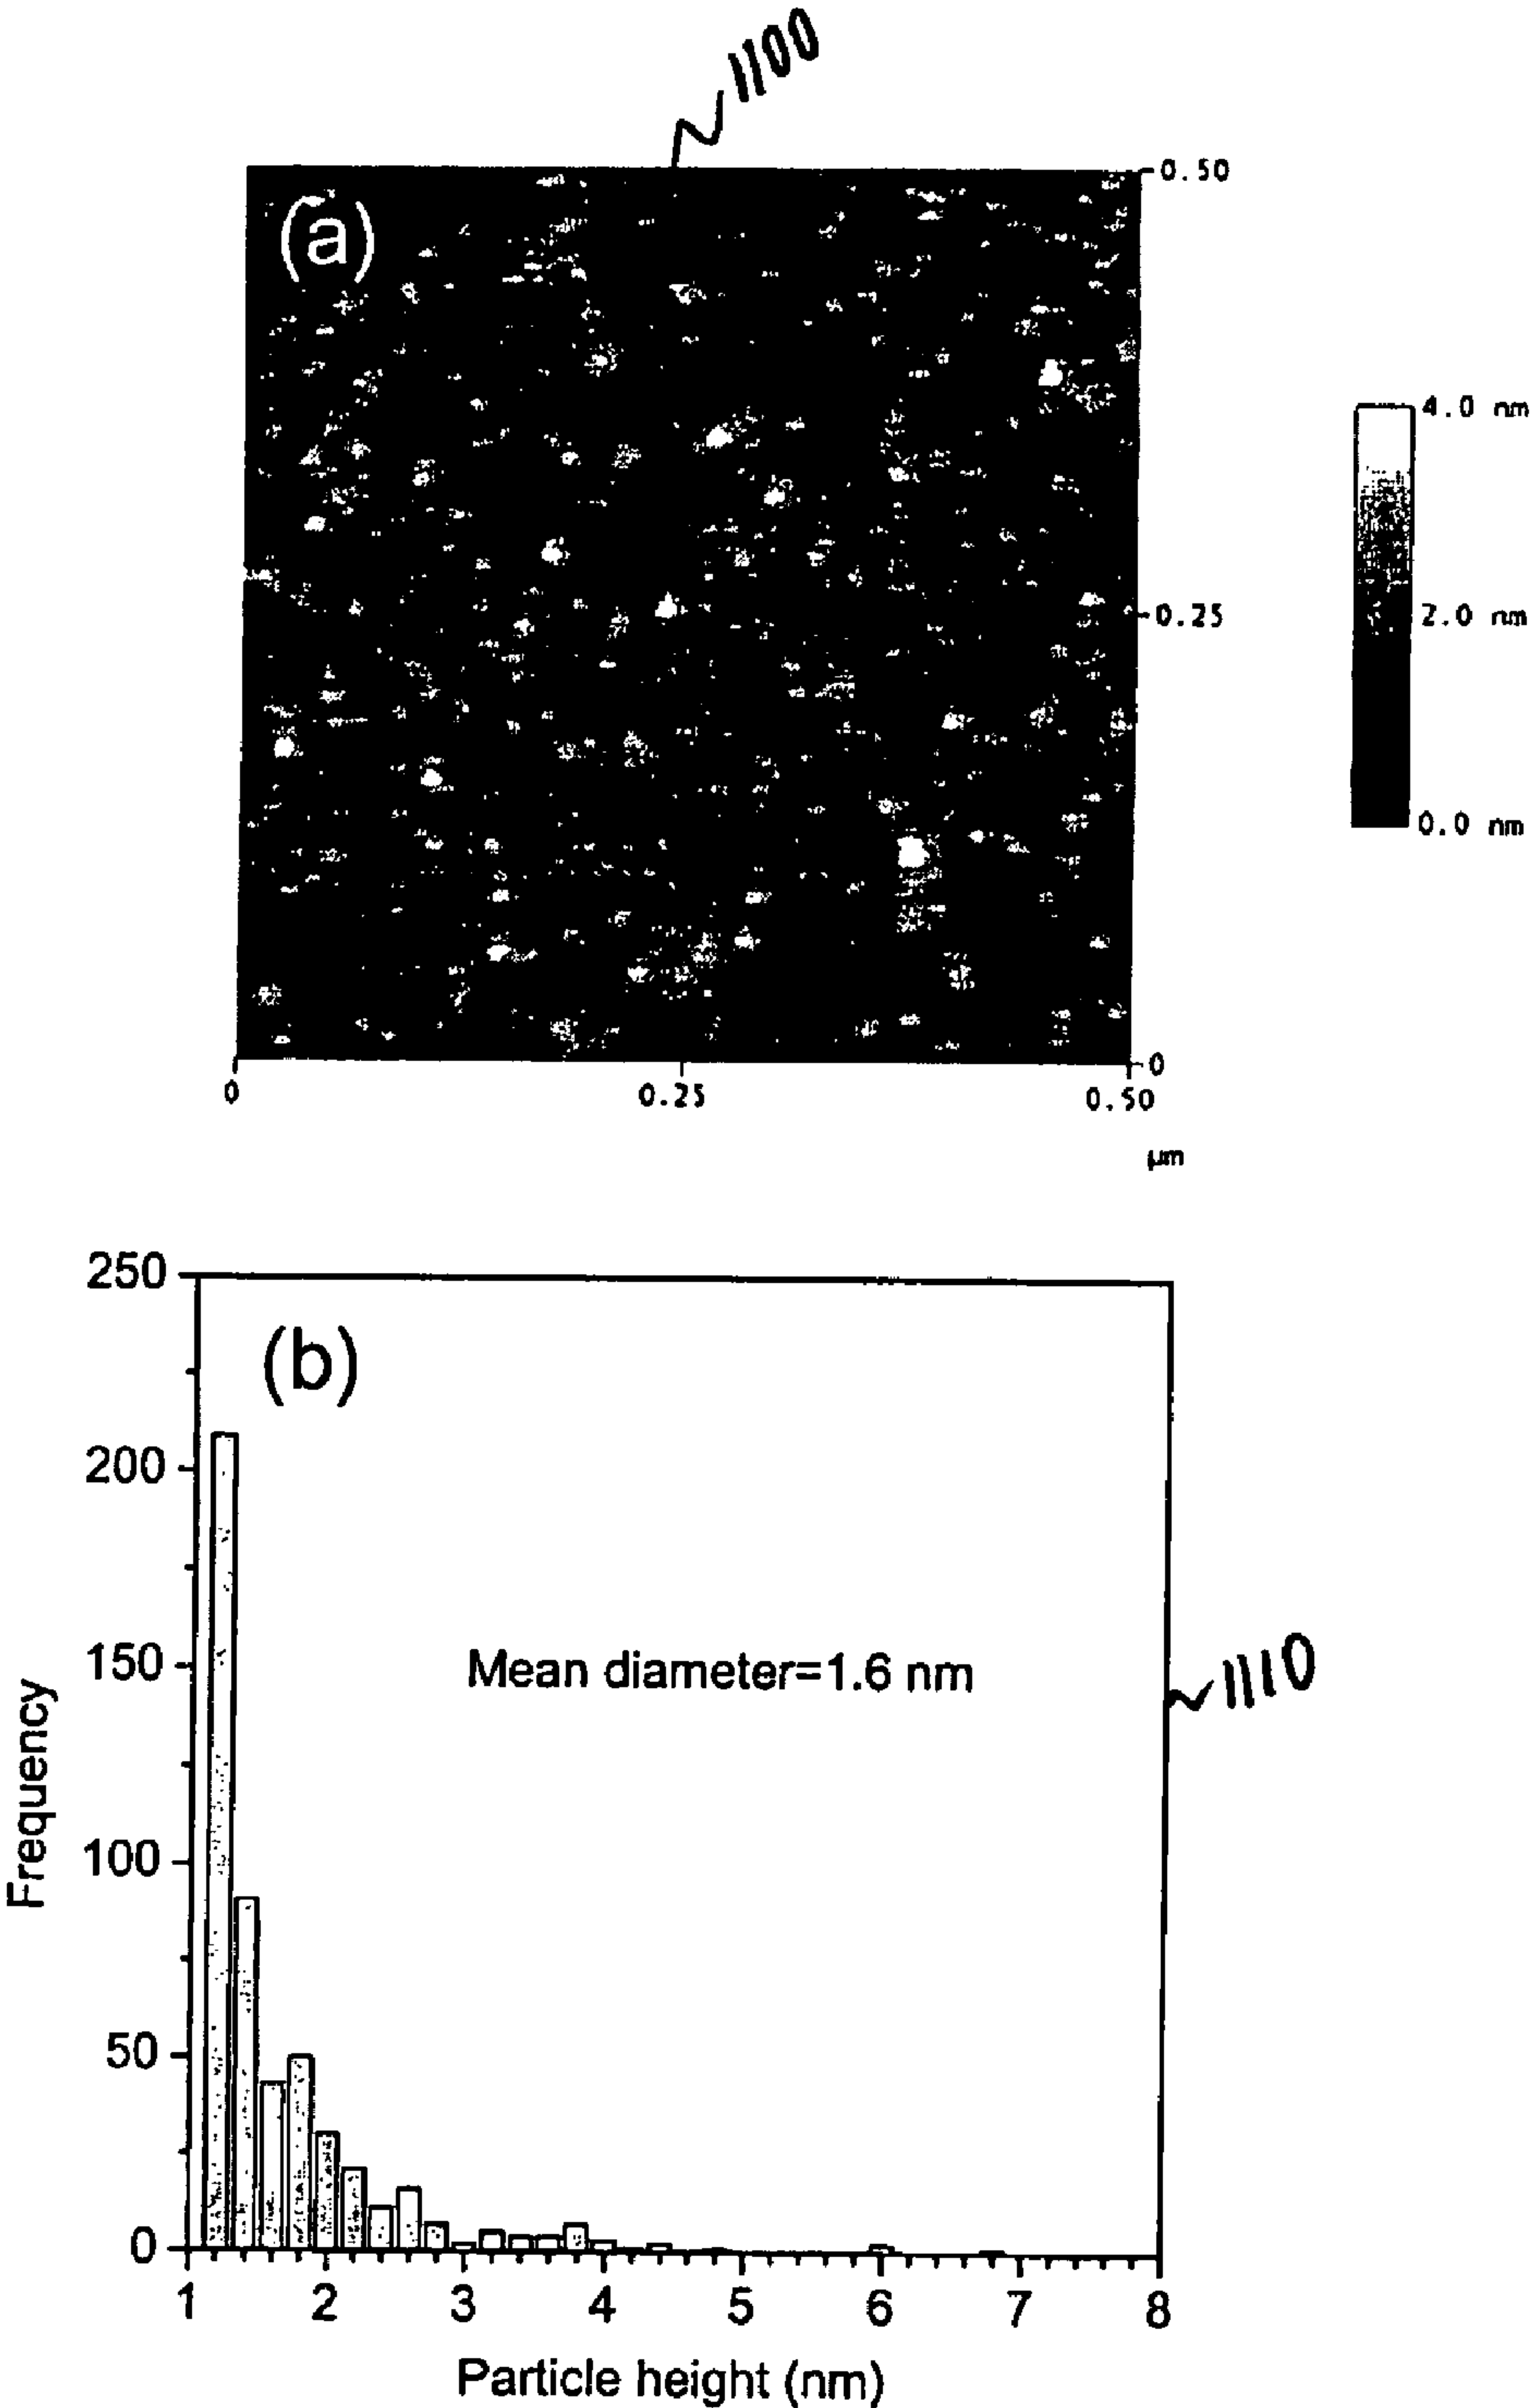 1100
(a)
0.50
0.25
0
0
0.25
0.50
μm
4.0 nm
2.0 nm
0.0 nm
250
200
150
100
50
0
(b)
Mean diameter=1.6 nm
1110
Frequency
1 2 3 4 5 6 7 8
Particle height (nm)